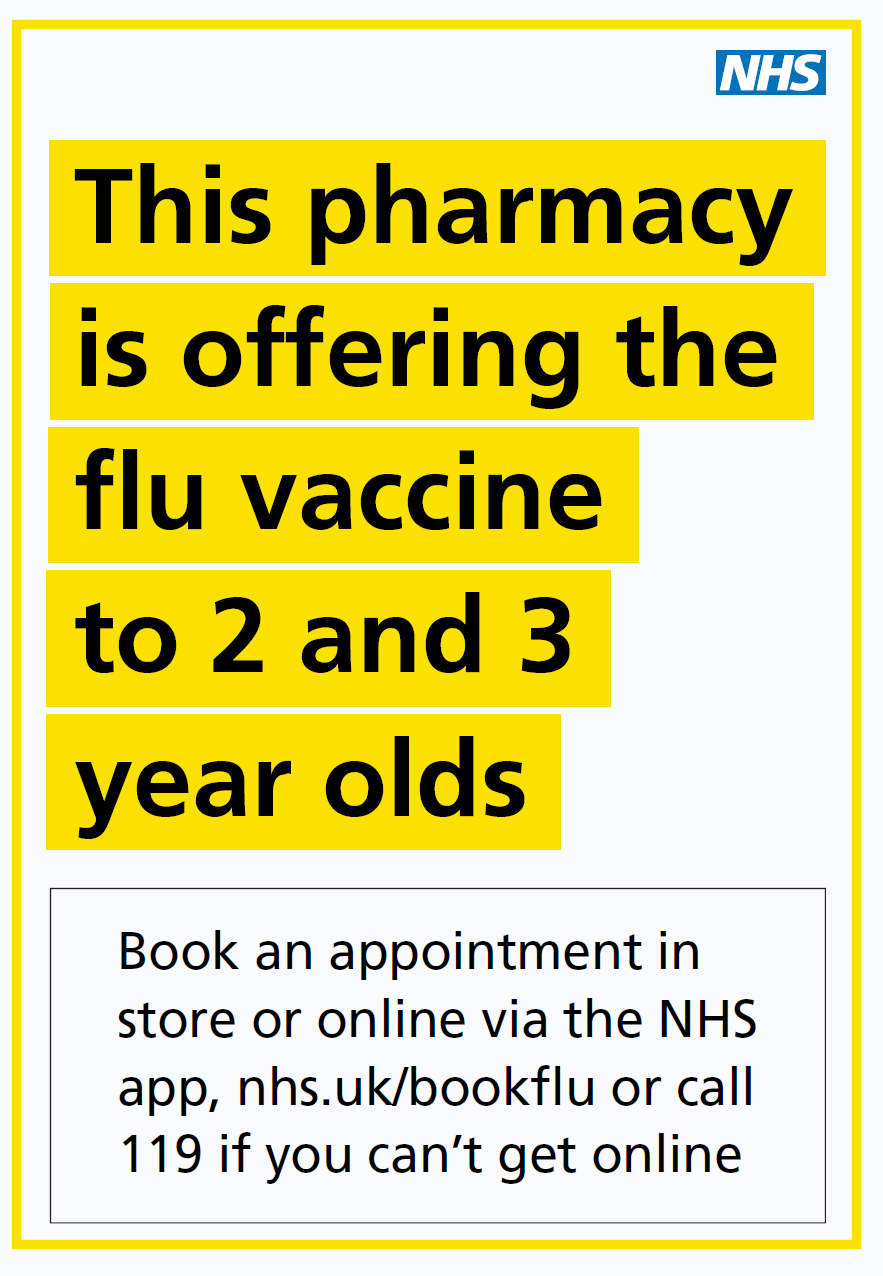 NHS
This pharmacy
is offering the
flu vaccine
to 2 and 3
year olds
Book an appointment in
store or online via the NHS
app, nhs.uk/bookflu or call
119 if you can’t get online